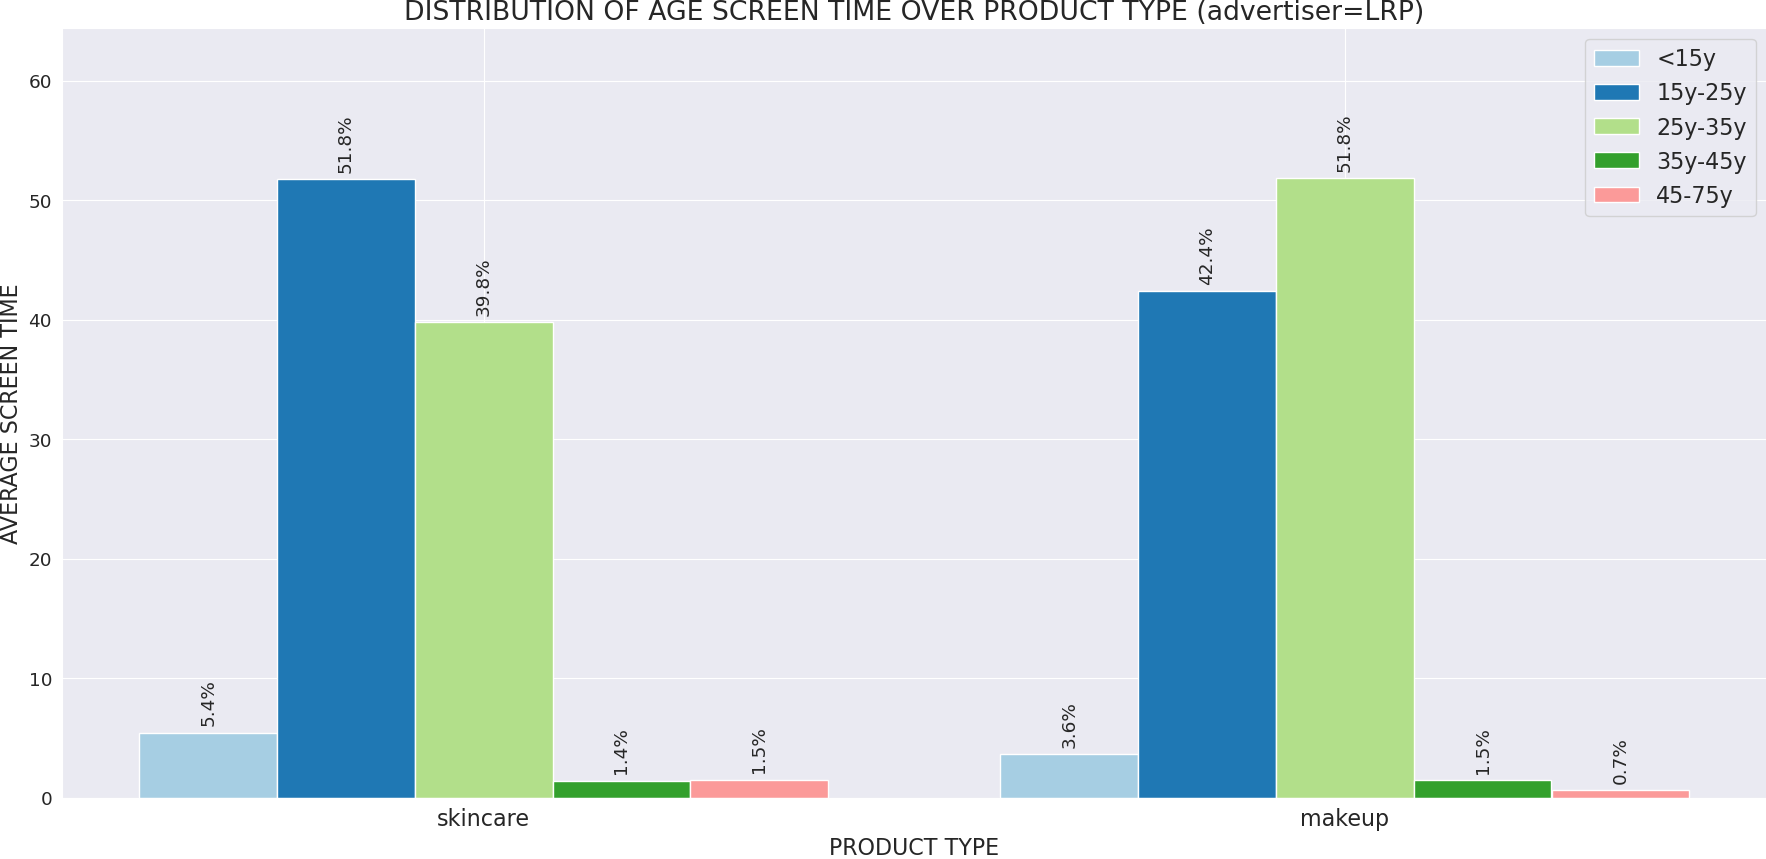 DISTRIBUTION OF AGE SCREEN TIME OVER PRODUCT TYPE (advertiser=LRP)
<15y
15y-25y
25y-35y
35y-45y
45-75y
AVERAGE SCREEN TIME
60
50
40
30
20
10
0
5.4%
51.8%
39.8%
1.4%
1.5%
3.6%
42.4%
51.8%
1.5%
0.7%
skincare
makeup
PRODUCT TYPE